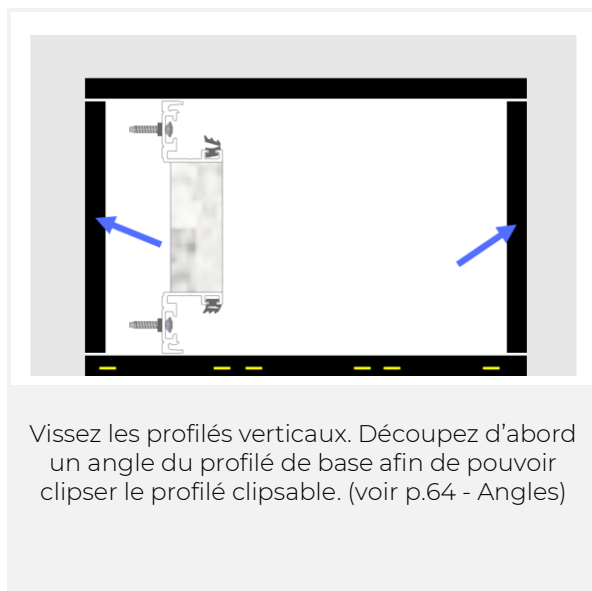 Vissez les profilés verticaux. Découpez d’abord
un angle du profilé de base afin de pouvoir
clipser le profilé clipsable. (voir p.64 - Angles)